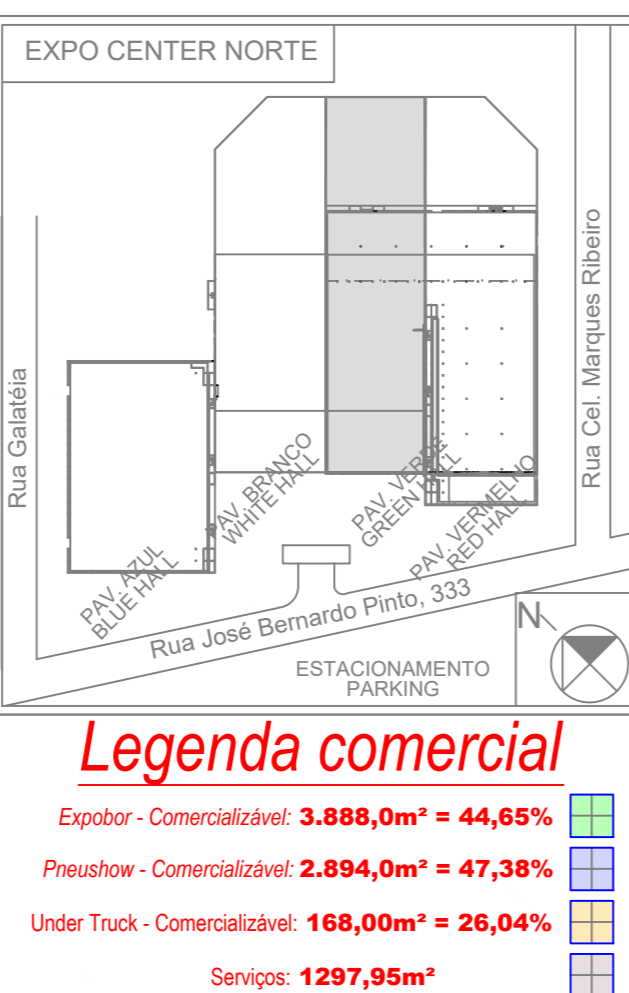 EXPO CENTER NORTE
Rua Galatéia
Rua Cel. Marques Ribeiro
PAV. AZUL
BLUE HALL
PAV. BRANCO
WHITE HALL
PAV. VERDE
GREEN HALL
PAV. VERMELHO
RED HALL
Rua José Bernardo Pinto, 333
ESTACIONAMENTO
PARKING
N
Legenda comercial
Expobor - Comercializável: 3.888,0m² = 44,65%
Pneushow - Comercializável: 2.894,0m² = 47,38%
Under Truck - Comercializável: 168,00m² = 26,04%
Serviços: 1297,95m²